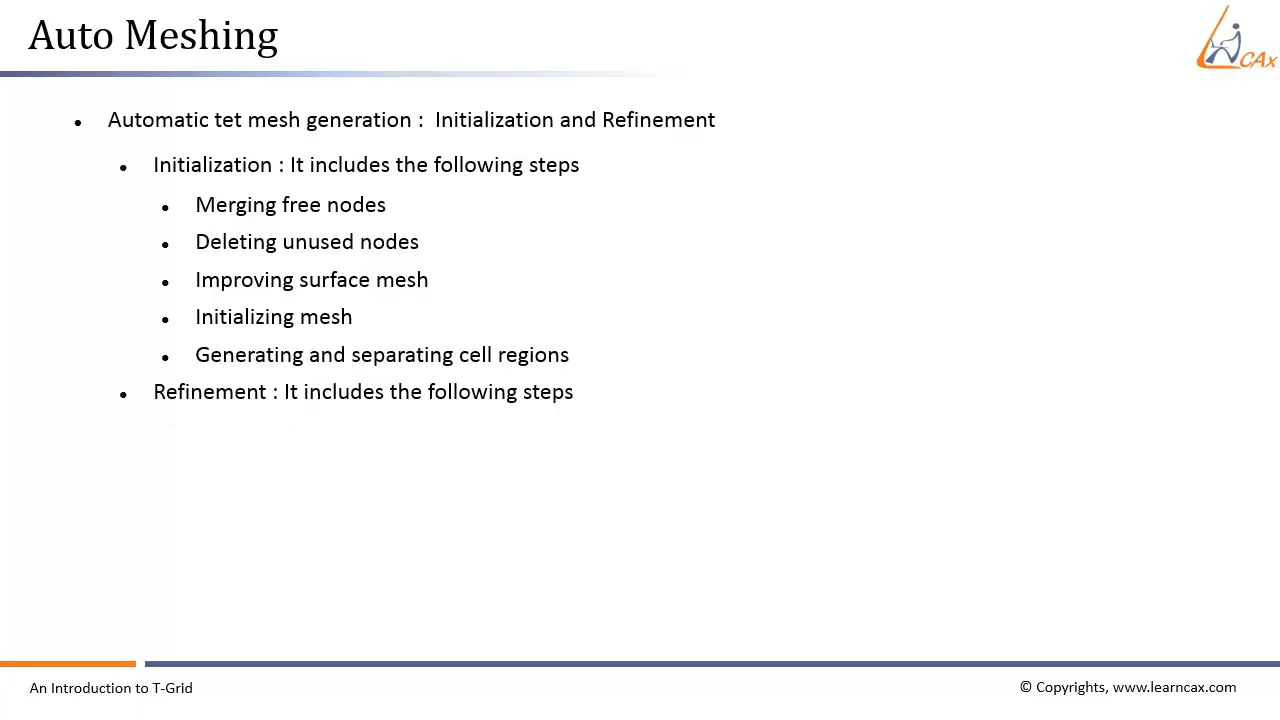 Auto Meshing
CAx
Automatic tet mesh generation : Initialization and Refinement
Initialization : It includes the following steps
Merging free nodes
Deleting unused nodes
Improving surface mesh
Initializing mesh
Generating and separating cell regions
Refinement : It includes the following steps
An Introduction to T-Grid
© Copyrights, www.learncax.com